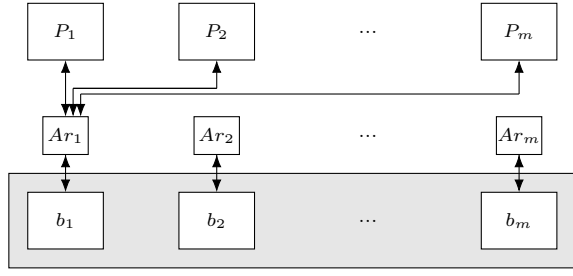 P₁ P₂ ... Pₘ
Ar₁ Ar₂ ... Arₘ
b₁ b₂ ... bₘ